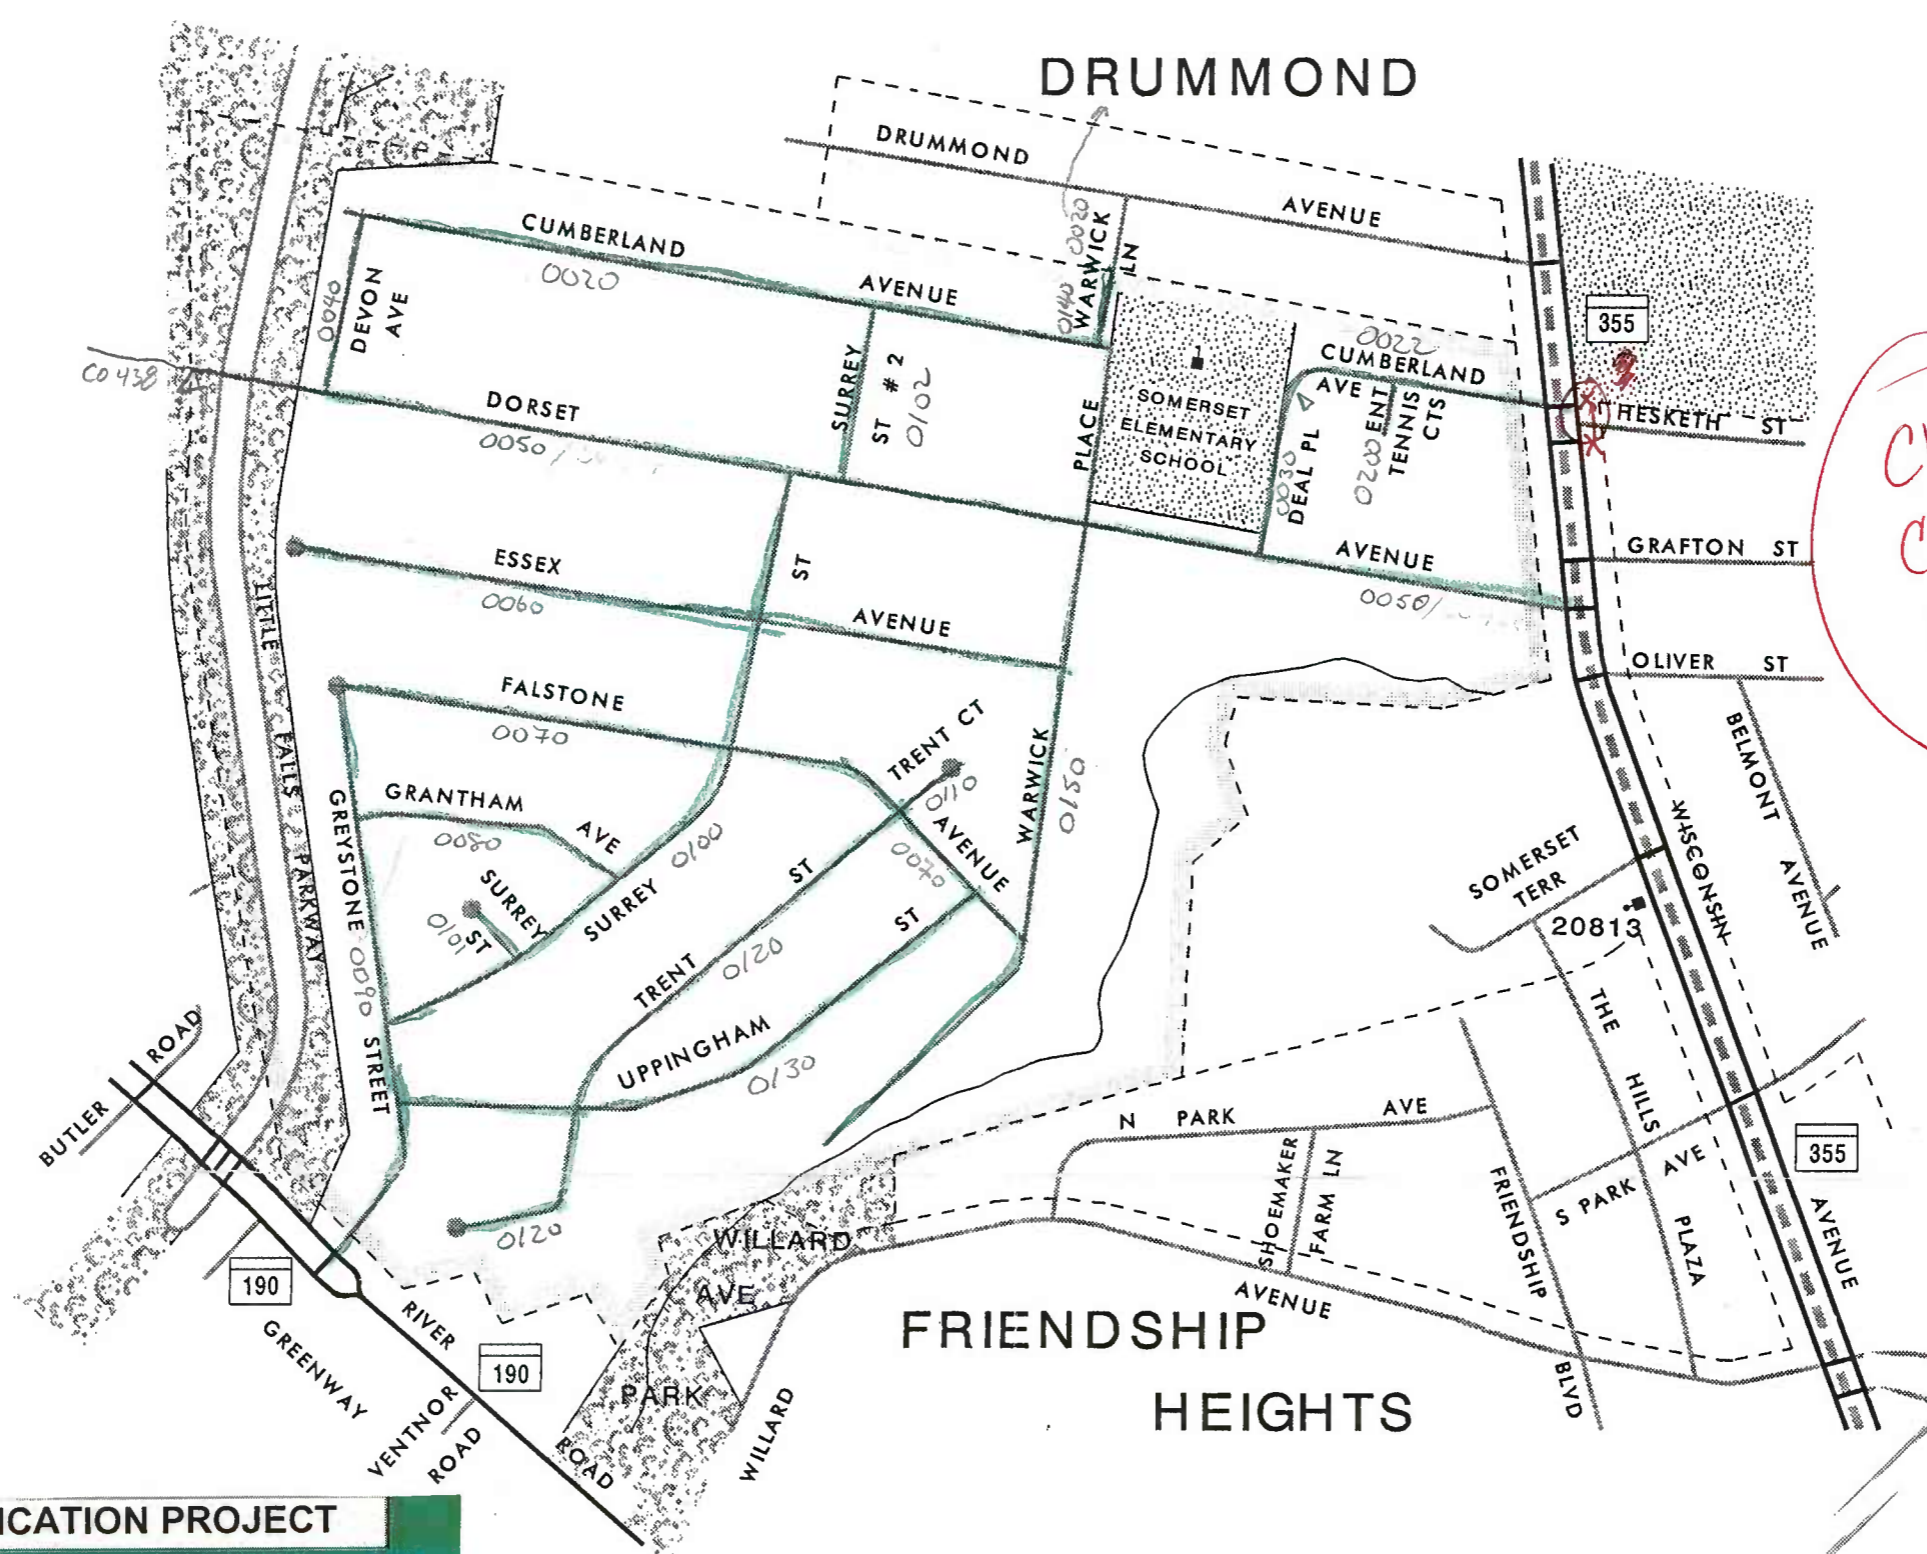 DRUMMOND
DRUMMOND
AVENUE
CUMBERLAND
0020
AVENUE
0140 0020
WARWICK
LN
0040
DEVON
AVE
355
0022
CUMBERLAND
AVE
CO 438
DORSET
0050
SURREY
ST # 2
0102
PLACE
SOMERSET
ELEMENTARY
SCHOOL
0030
DEAL PL
0200
ENT
TENNIS
CTS
HESKETH ST
AVENUE
0050
GRAFTON ST
ESSEX
0060
ST
AVENUE
OLIVER ST
LITTLE FALLS PARKWAY
FALSTONE
0070
TRENT CT
0110
WARWICK
0150
BELMONT
AVENUE
GREYSTONE 0090 STREET
GRANTHAM
AVE
0080
SURREY
ST
0101
SURREY
0100
ST
0070
AVENUE
SOMERSET
TERR
WISCONSIN
20813
TRENT
0120
ST
UPPINGHAM
0130
THE HILLS PLAZA
BUTLER ROAD
N PARK AVE
SHOEMAKER
FARM LN
FRIENDSHIP
BLVD
S PARK AVE
355
AVENUE
0120
190
WILLARD
AVE
PARK
GREENWAY
RIVER
190
ROAD
VENTNOR
ROAD
WILLARD
AVENUE
FRIENDSHIP
HEIGHTS
ICATION PROJECT